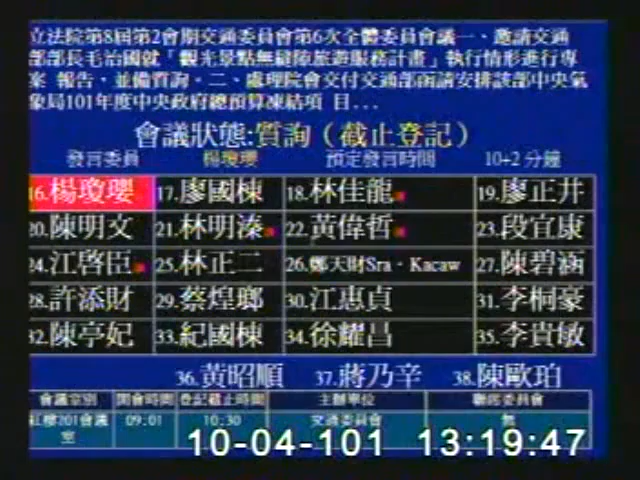 立法院第8屆第2會期交通委員會第6次全體委員會議一、邀請交通
部部長毛治國就「觀光景點無縫隙旅遊服務計畫」執行情形進行專
案 報告，並備質詢。二、處理院會交付交通部函請安排該部中央氣
象局101年度中央政府總預算凍結項 目...
會議狀態:質詢（截止登記）
發言委員 楊瓊瓔 預定發言時間 10+2 分鐘
16.楊瓊瓔 17.廖國棟 18.林佳龍 19.廖正井
20.陳明文 21.林明溱 22.黃偉哲 23.段宜康
24.江啓臣 25.林正二 26.鄭天財Sra．Kacaw 27.陳碧涵
28.許添財 29.蔡煌瑯 30.江惠貞 31.李桐豪
32.陳亭妃 33.紀國棟 34.徐耀昌 35.李貴敏
36.黃昭順 37.蔣乃辛 38.陳歐珀
會議室別 開會時間 登記截止時間 主辦單位 聯席委員會
紅樓201會議室 09:01 10:30 交通委員會 無
10-04-101 13:19:47